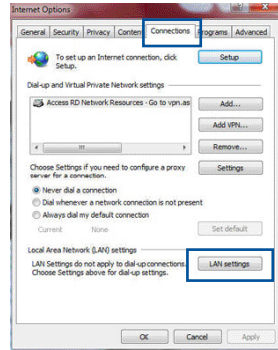 Internet Options
General Security Privacy Content Connections Programs Advanced
To set up an Internet connection, click
Setup.
Setup
Dial-up and Virtual Private Network settings
Access RD Network Resources - Go to vpn.as
Add...
Add VPN...
Remove...
Choose Settings if you need to configure a proxy
server for a connection.
Settings
Never dial a connection
Dial whenever a network connection is not present
Always dial my default connection
Current None
Set default
Local Area Network (LAN) settings
LAN Settings do not apply to dial-up connections.
Choose Settings above for dial-up settings.
LAN settings
OK Cancel Apply